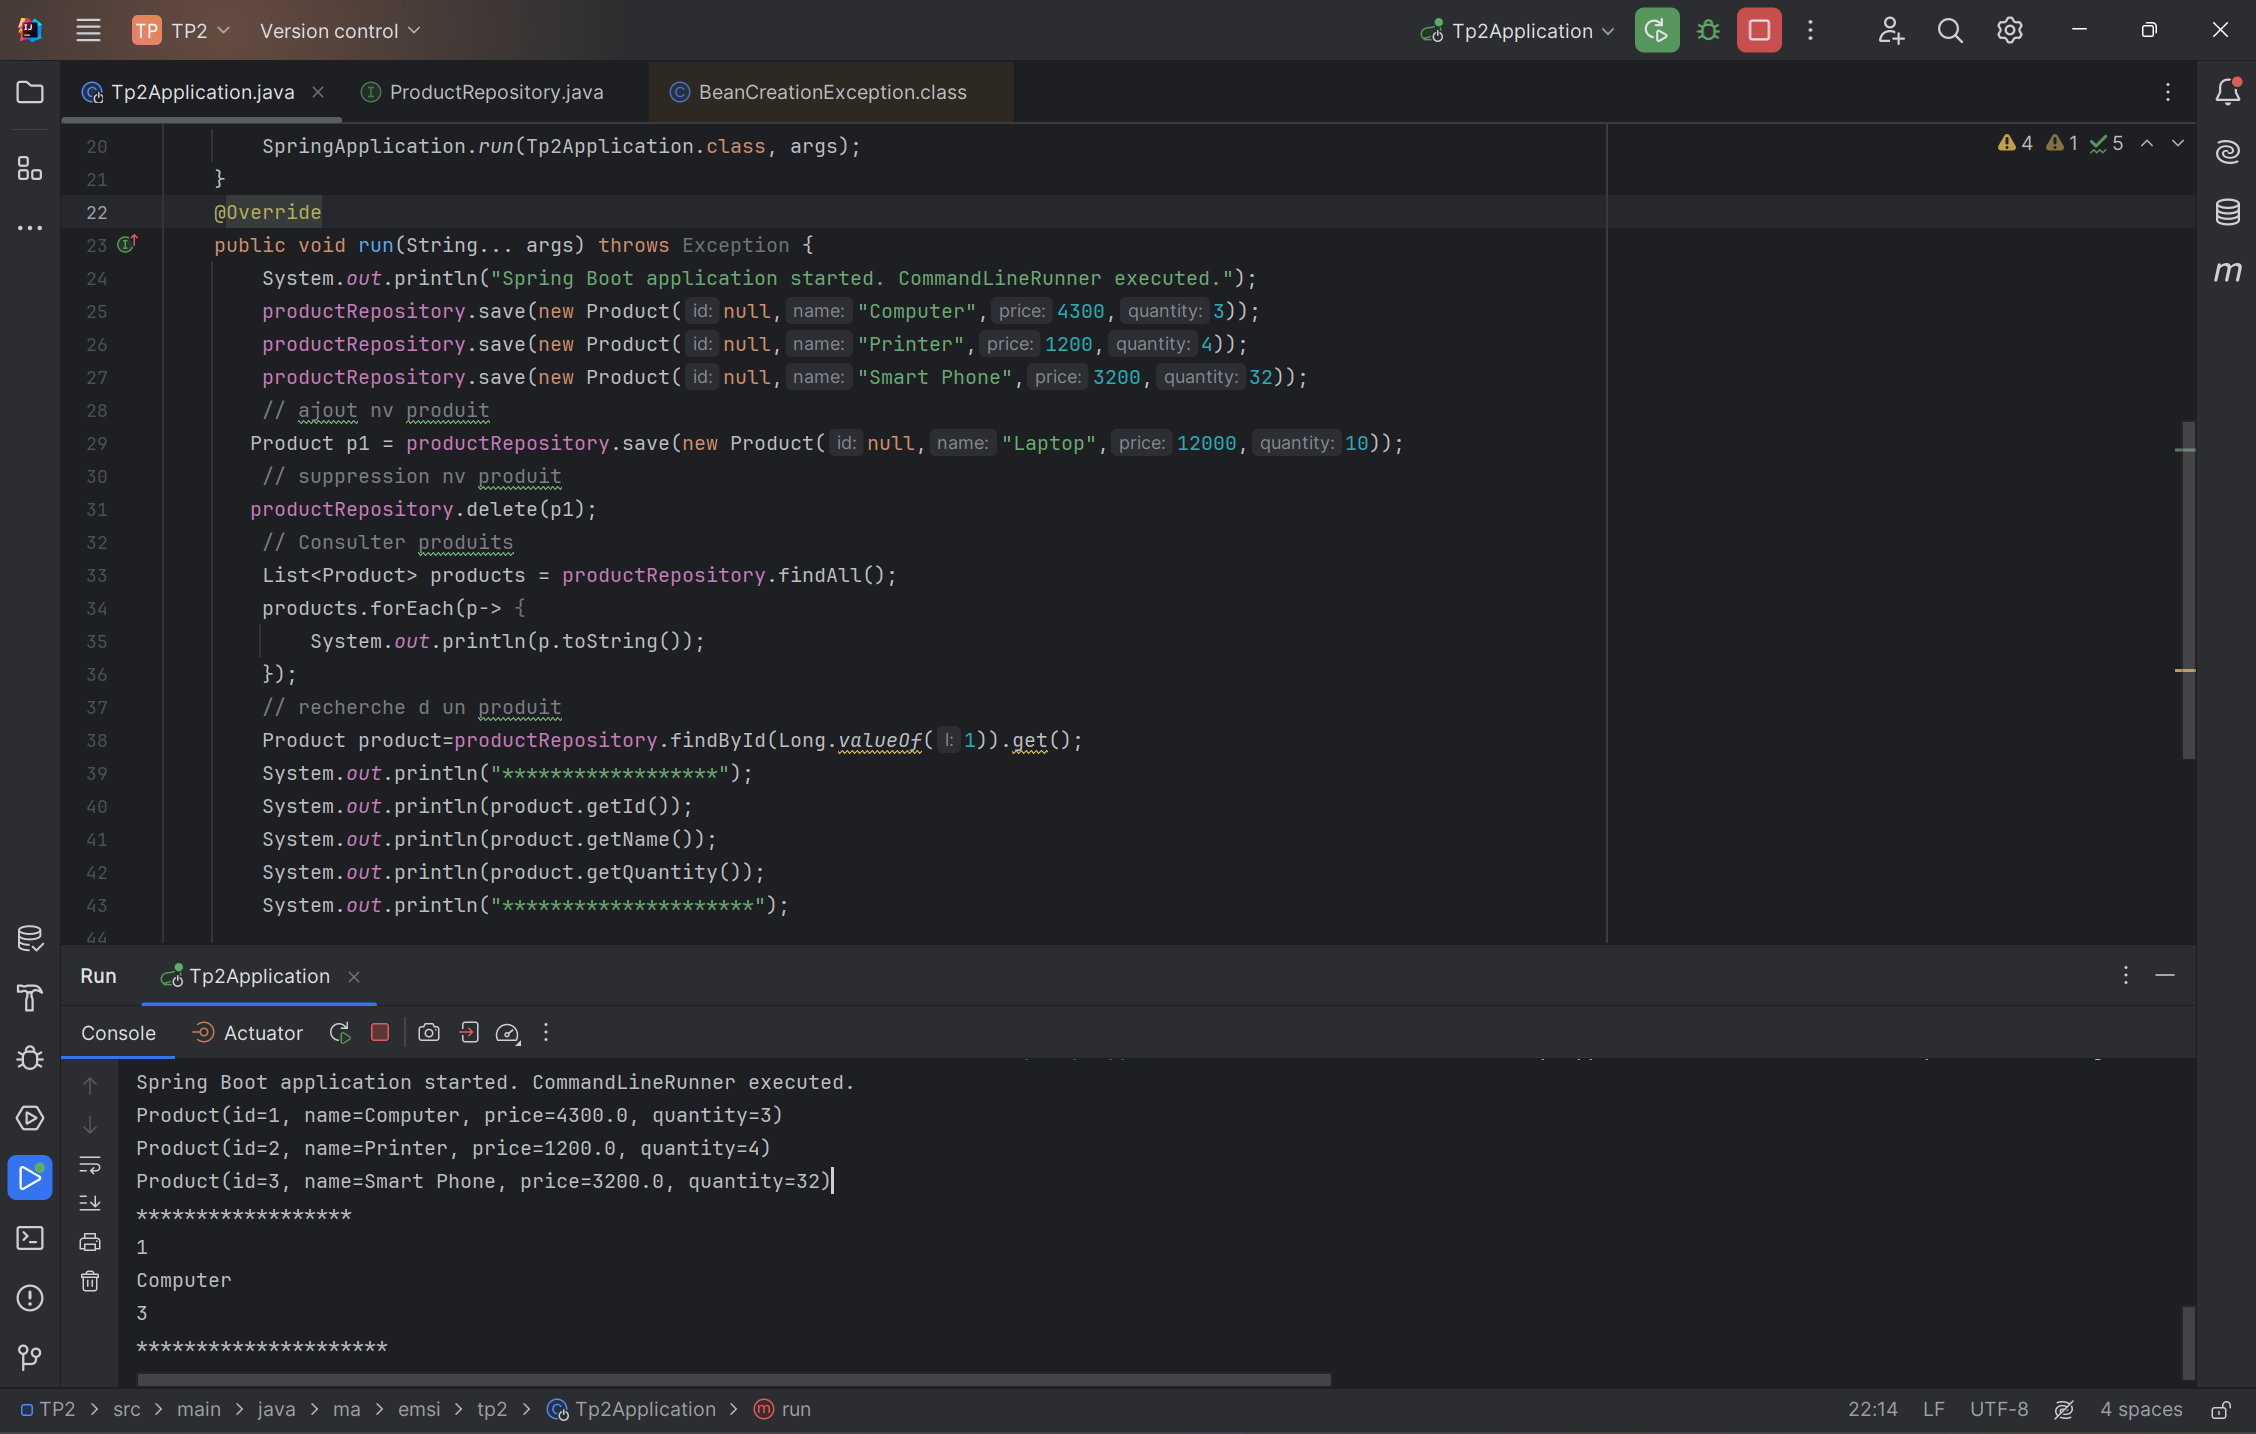 TP TP2 Version control Tp2Application
Tp2Application.java ProductRepository.java BeanCreationException.class
4 1 5
20 SpringApplication.run(Tp2Application.class, args);
21 }
22 @Override
23 public void run(String... args) throws Exception {
24 System.out.println("Spring Boot application started. CommandLineRunner executed.");
25 productRepository.save(new Product( id: null, name: "Computer", price: 4300, quantity: 3));
26 productRepository.save(new Product( id: null, name: "Printer", price: 1200, quantity: 4));
27 productRepository.save(new Product( id: null, name: "Smart Phone", price: 3200, quantity: 32));
28 // ajout nv produit
29 Product p1 = productRepository.save(new Product( id: null, name: "Laptop", price: 12000, quantity: 10));
30 // suppression nv produit
31 productRepository.delete(p1);
32 // Consulter produits
33 List<Product> products = productRepository.findAll();
34 products.forEach(p-> {
35 System.out.println(p.toString());
36 });
37 // recherche d un produit
38 Product product=productRepository.findById(Long.valueOf( l: 1)).get();
39 System.out.println("******************");
40 System.out.println(product.getId());
41 System.out.println(product.getName());
42 System.out.println(product.getQuantity());
43 System.out.println("*********************");
44
Run Tp2Application
Console Actuator
Spring Boot application started. CommandLineRunner executed.
Product(id=1, name=Computer, price=4300.0, quantity=3)
Product(id=2, name=Printer, price=1200.0, quantity=4)
Product(id=3, name=Smart Phone, price=3200.0, quantity=32)
******************
1
Computer
3
*********************
TP2 > src > main > java > ma > emsi > tp2 > Tp2Application > m run 22:14 LF UTF-8 4 spaces